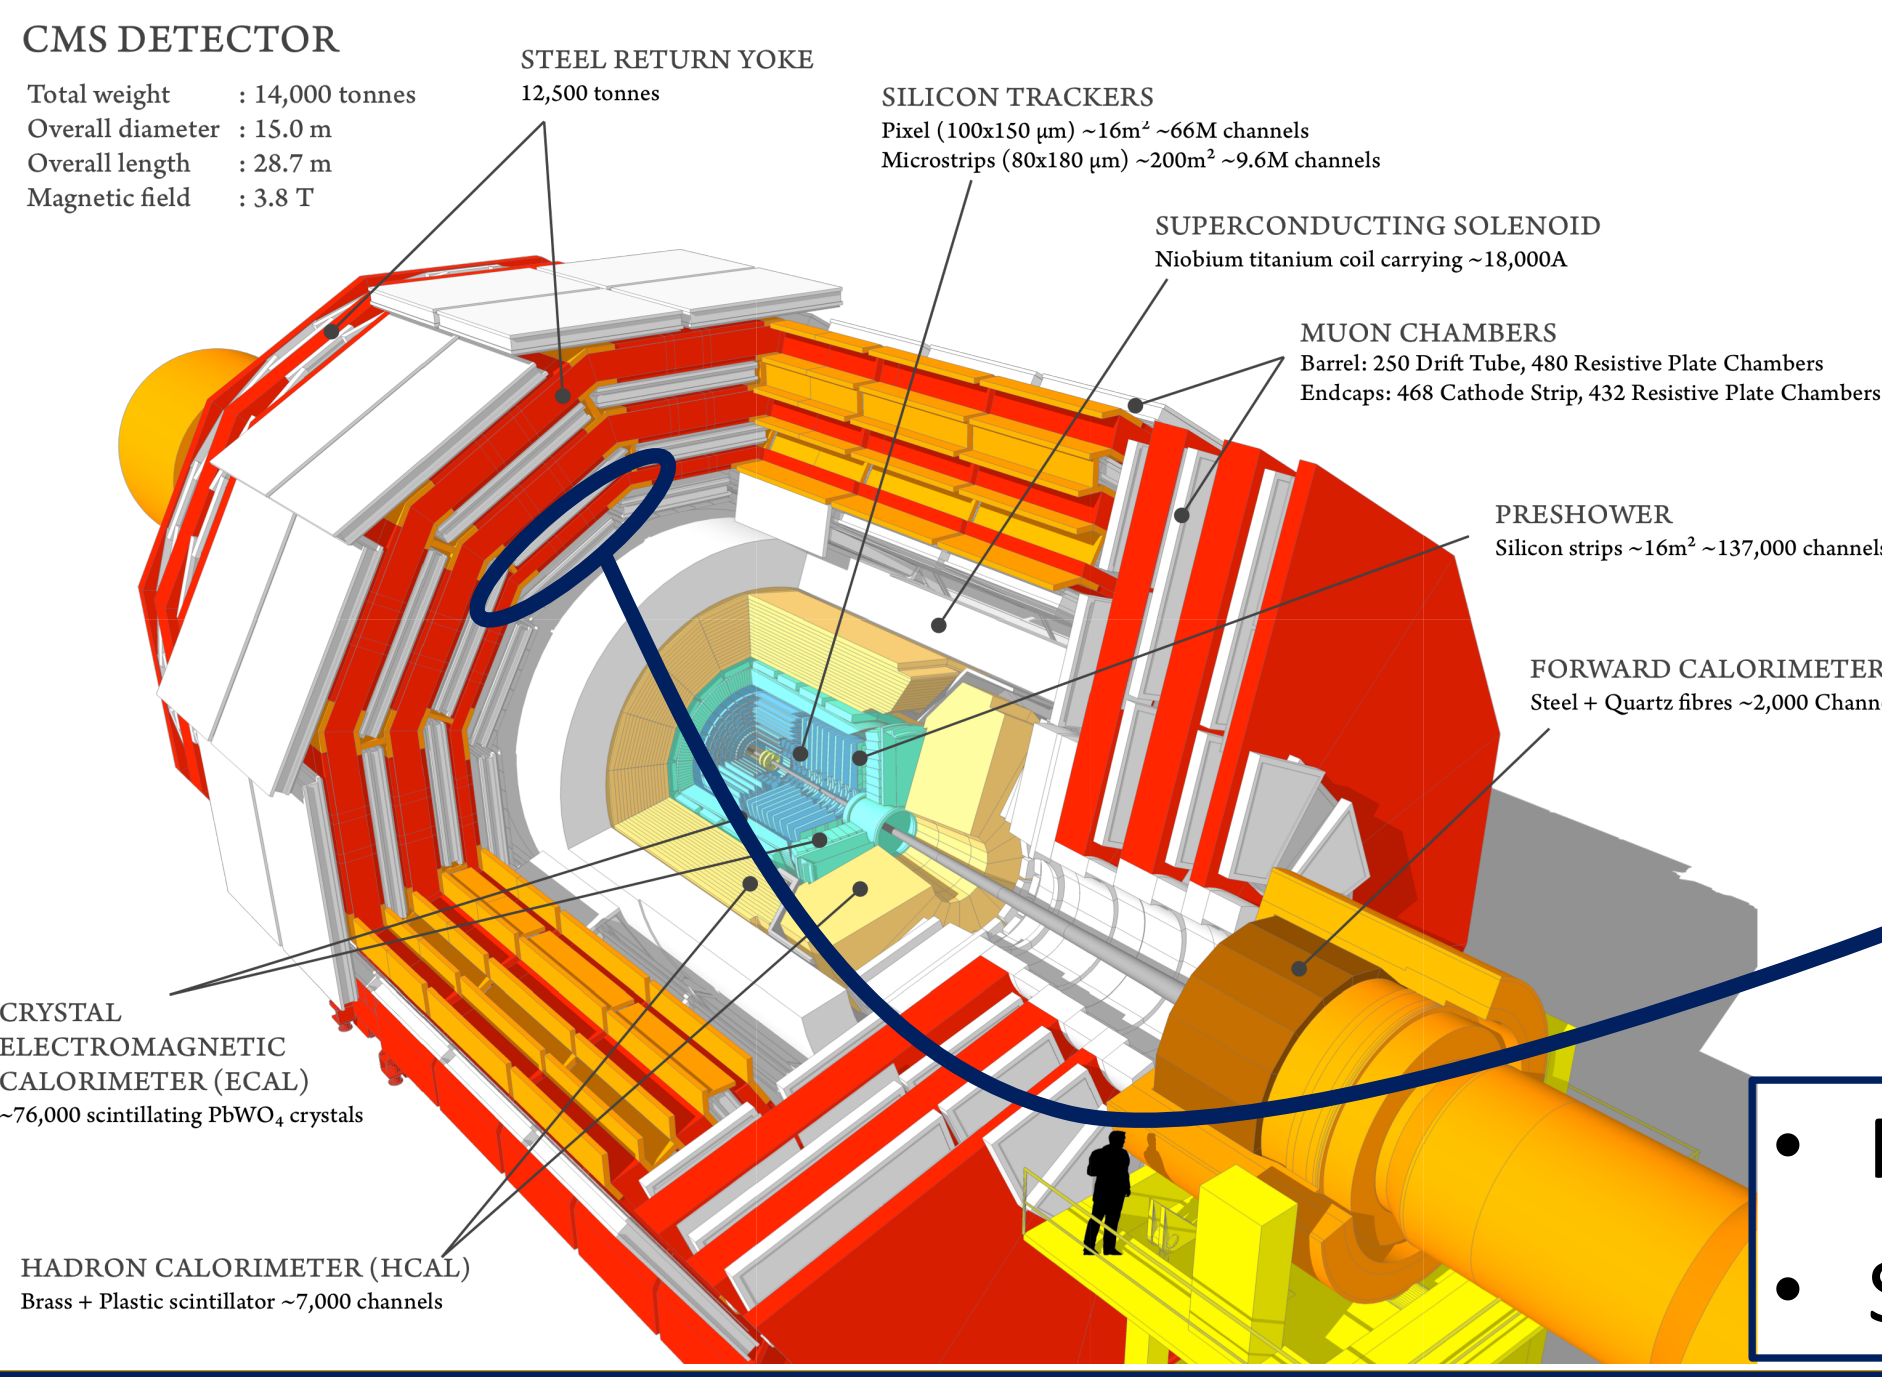 CMS DETECTOR
Total weight : 14,000 tonnes
Overall diameter : 15.0 m
Overall length : 28.7 m
Magnetic field : 3.8 T
STEEL RETURN YOKE
12,500 tonnes
SILICON TRACKERS
Pixel (100x150 μm) ~16m² ~66M channels
Microstrips (80x180 μm) ~200m² ~9.6M channels
SUPERCONDUCTING SOLENOID
Niobium titanium coil carrying ~18,000A
MUON CHAMBERS
Barrel: 250 Drift Tube, 480 Resistive Plate Chambers
Endcaps: 468 Cathode Strip, 432 Resistive Plate Chambers
PRESHOWER
Silicon strips ~16m² ~137,000 channels
FORWARD CALORIMETER
Steel + Quartz fibres ~2,000 Chann
CRYSTAL
ELECTROMAGNETIC
CALORIMETER (ECAL)
~76,000 scintillating PbWO₄ crystals
HADRON CALORIMETER (HCAL)
Brass + Plastic scintillator ~7,000 channels